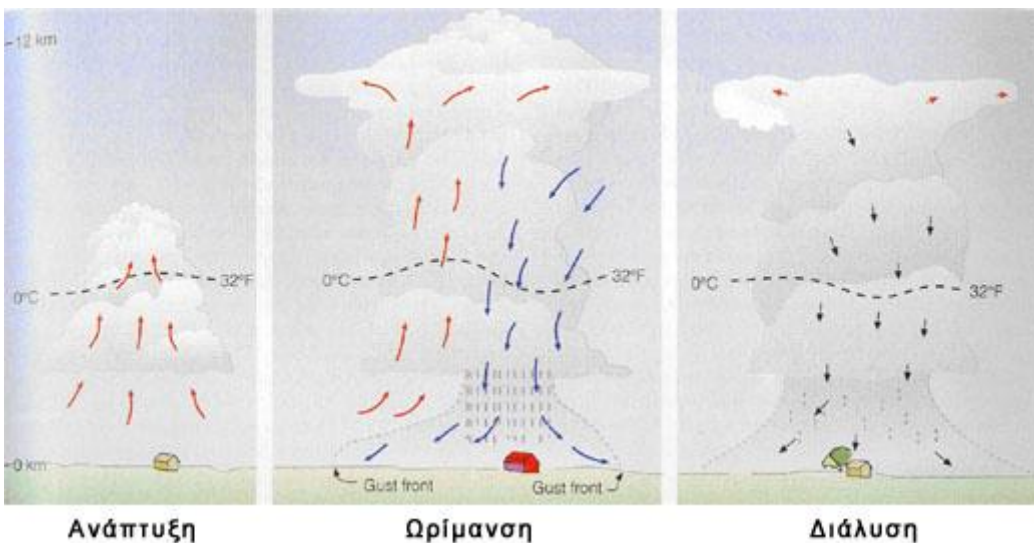 12 km
0°C
32°F
0 km
0°C
32°F
Gust front
Gust front
0°C
32°F
Ανάπτυξη
Ωρίμανση
Διάλυση